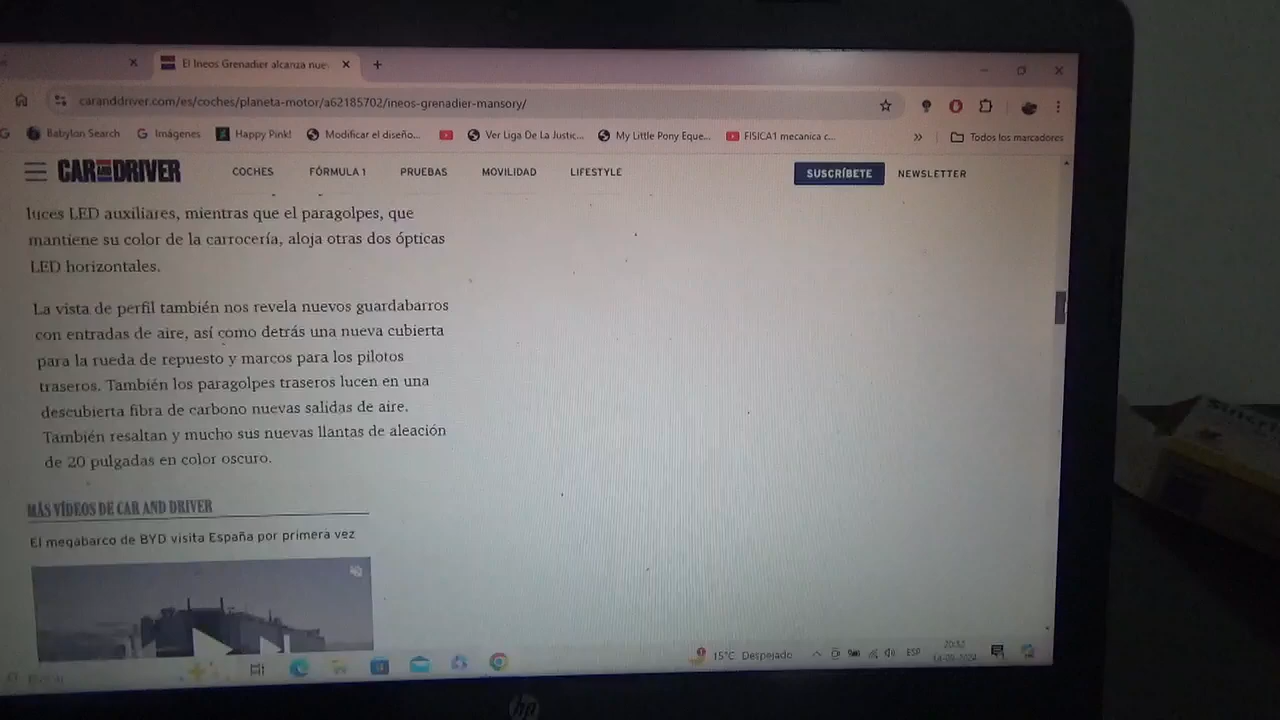 El Ineos Grenadier alcanza nue
caranddriver.com/es/coches/planeta-motor/a62185702/ineos-grenadier-mansory/
Babylon Search
Imágenes
Happy Pink!
Modificar el diseño...
Ver Liga De La Justic...
My Little Pony Eque...
FISICA1 mecanica c...
»
Todos los marcadores
CAR AND DRIVER
COCHES
FÓRMULA 1
PRUEBAS
MOVILIDAD
LIFESTYLE
SUSCRÍBETE
NEWSLETTER
luces LED auxiliares, mientras que el paragolpes, que
mantiene su color de la carrocería, aloja otras dos ópticas
LED horizontales.
La vista de perfil también nos revela nuevos guardabarros
con entradas de aire, así como detrás una nueva cubierta
para la rueda de repuesto y marcos para los pilotos
traseros. También los paragolpes traseros lucen en una
descubierta fibra de carbono nuevas salidas de aire.
También resaltan y mucho sus nuevas llantas de aleación
de 20 pulgadas en color oscuro.
MÁS VÍDEOS DE CAR AND DRIVER
El megabarco de BYD visita España por primera vez
15°C Despejado
ESP
hp